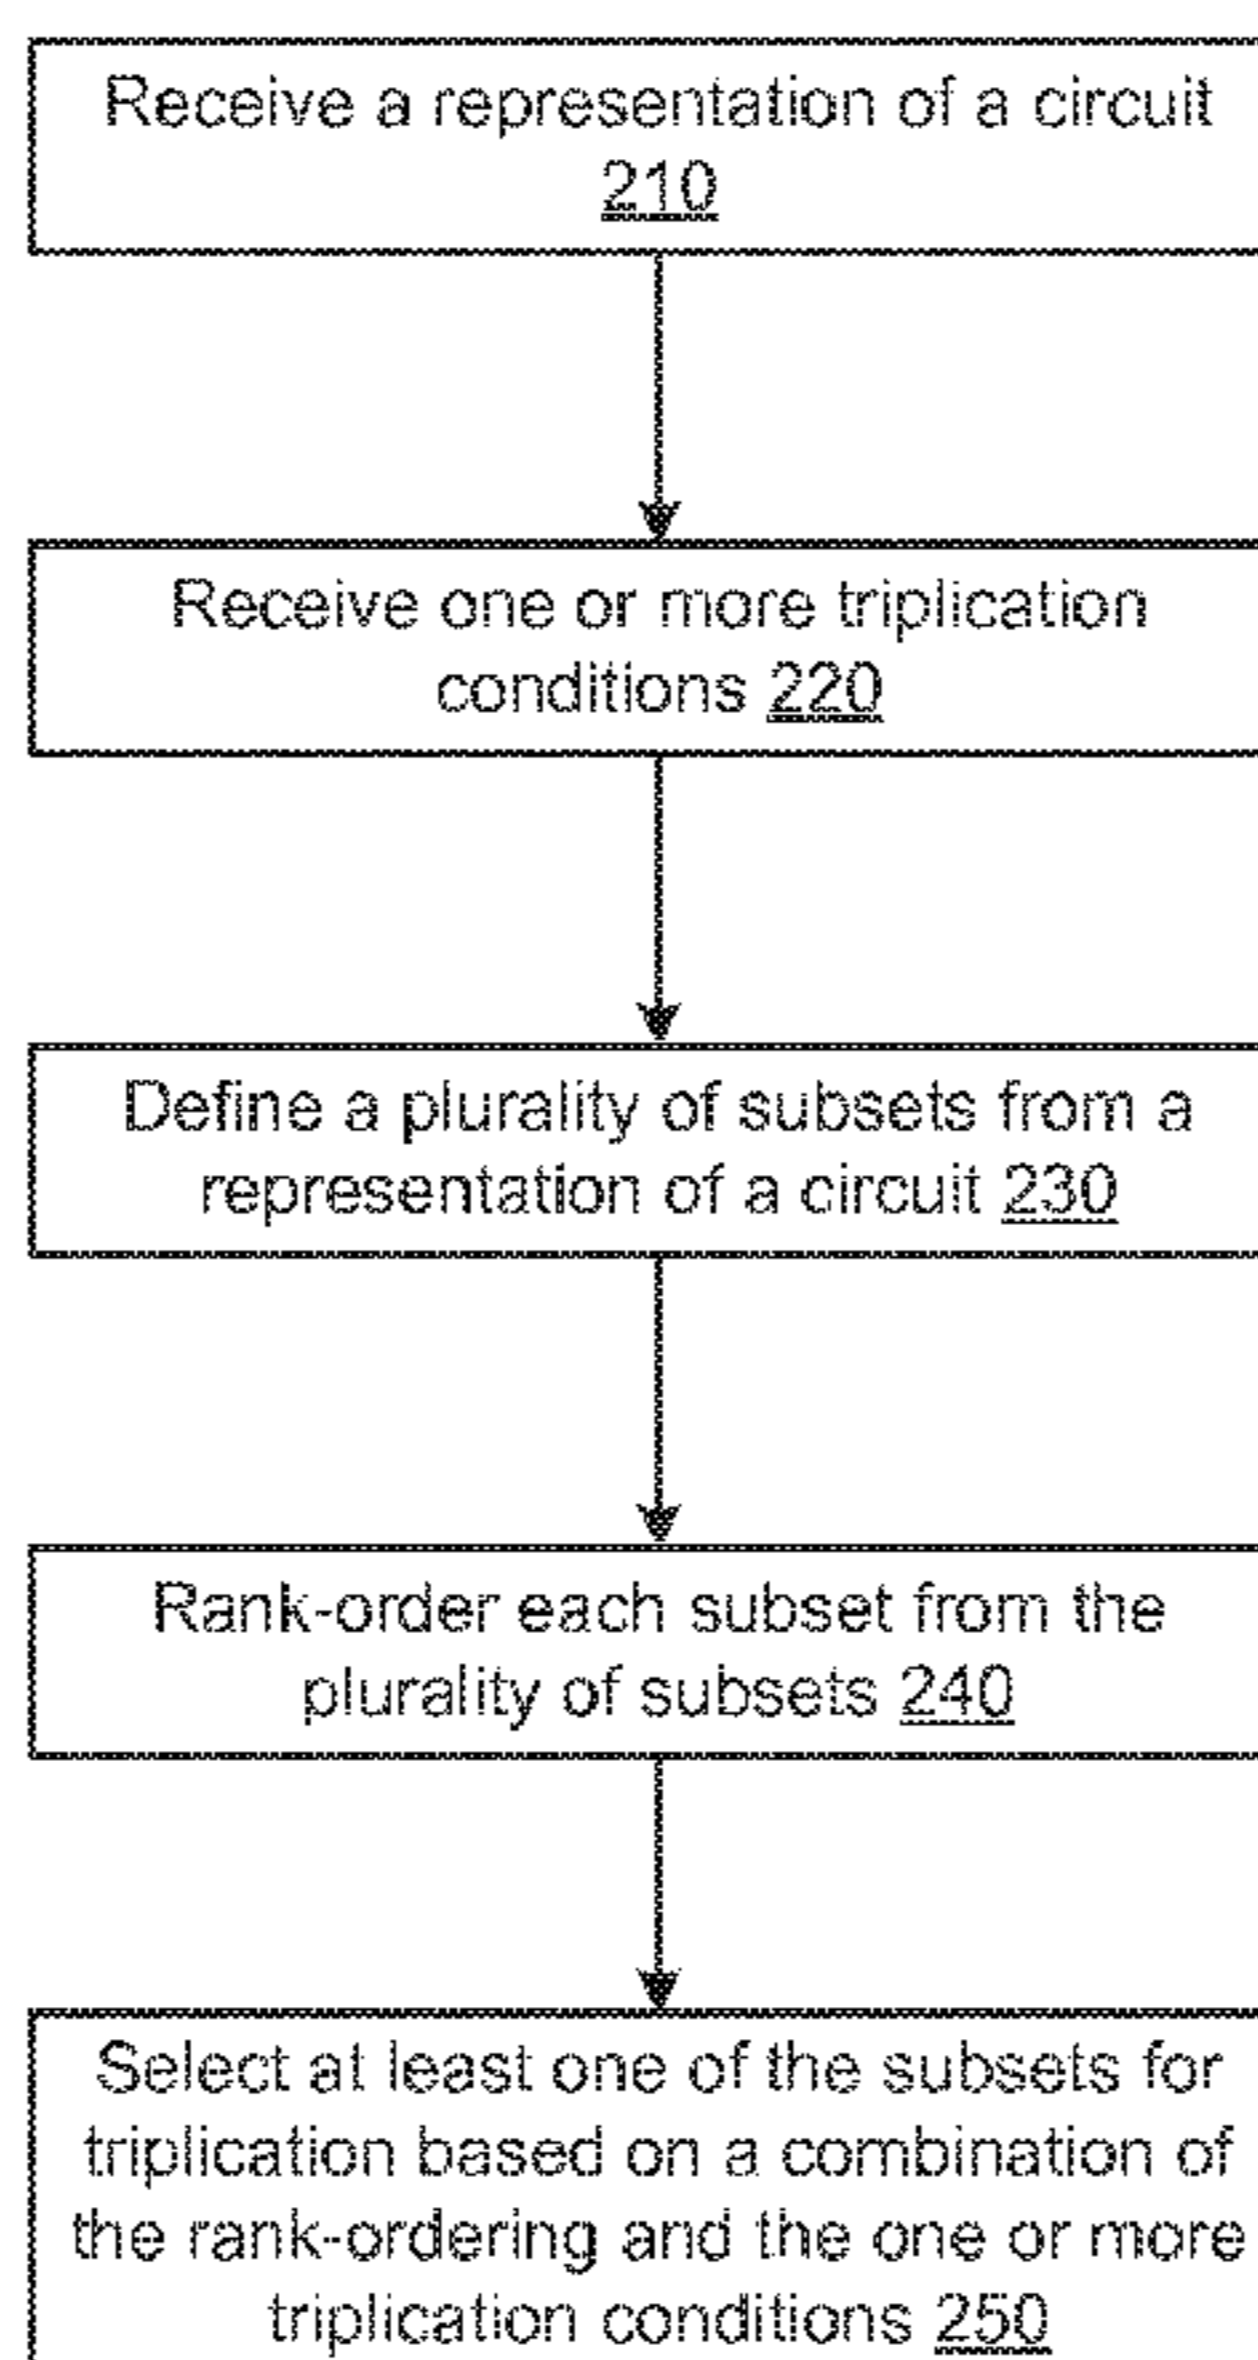 Receive a representation of a circuit
210
Receive one or more triplication
conditions 220
Define a plurality of subsets from a
representation of a circuit 230
Rank-order each subset from the
plurality of subsets 240
Select at least one of the subsets for
triplication based on a combination of
the rank-ordering and the one or more
triplication conditions 250